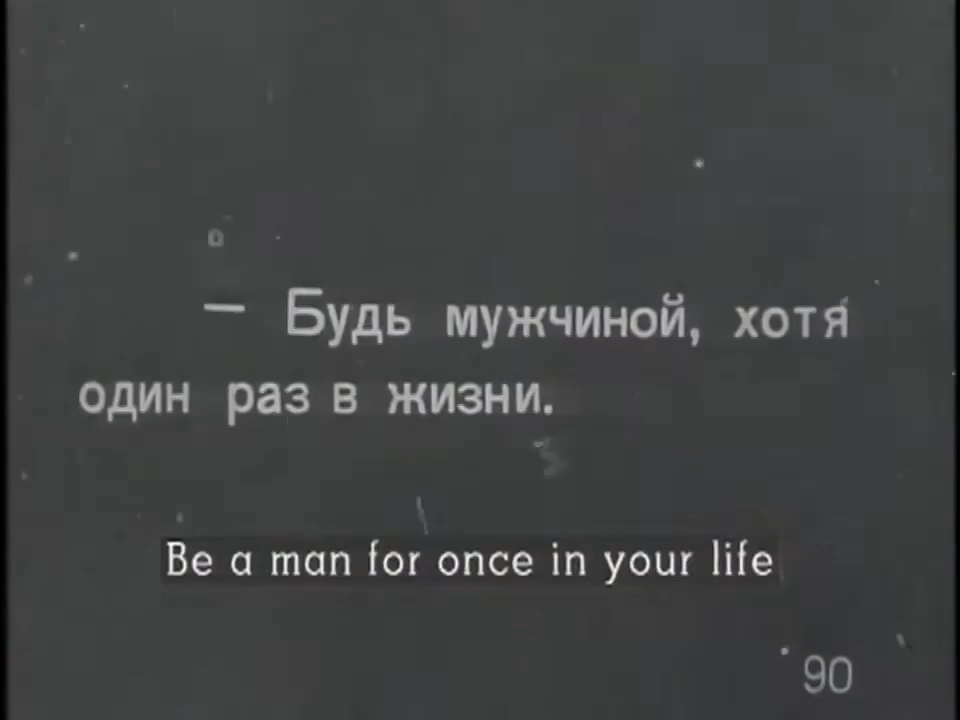 — Будь мужчиной, хотя
один раз в жизни.
Be a man for once in your life
90